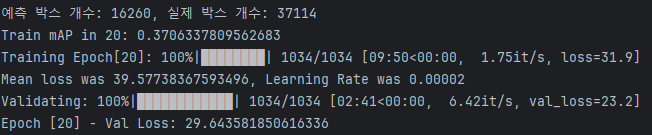 예측 박스 개수: 16260, 실제 박스 개수: 37114
Train mAP in 20: 0.3706337809562683
Training Epoch[20]: 100%|██████████| 1034/1034 [09:50<00:00,  1.75it/s, loss=31.9]
Mean loss was 39.57738367593496, Learning Rate was 0.00002
Validating: 100%|██████████| 1034/1034 [02:41<00:00,  6.42it/s, val_loss=23.2]
Epoch [20] - Val Loss: 29.643581850616336